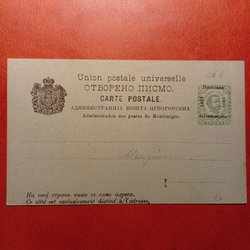 Union postale universelle
ОТВОРЕНО ПИСМО.
CARTE POSTALE.
АДМИНИСТРАЦИЈА ПОШТА ЦРНОГОРСКИХ
Administration des postes de Monténégro.
На овој страни пише се само адреса.
Ce côté est exclusivement destiné à l'adresse.